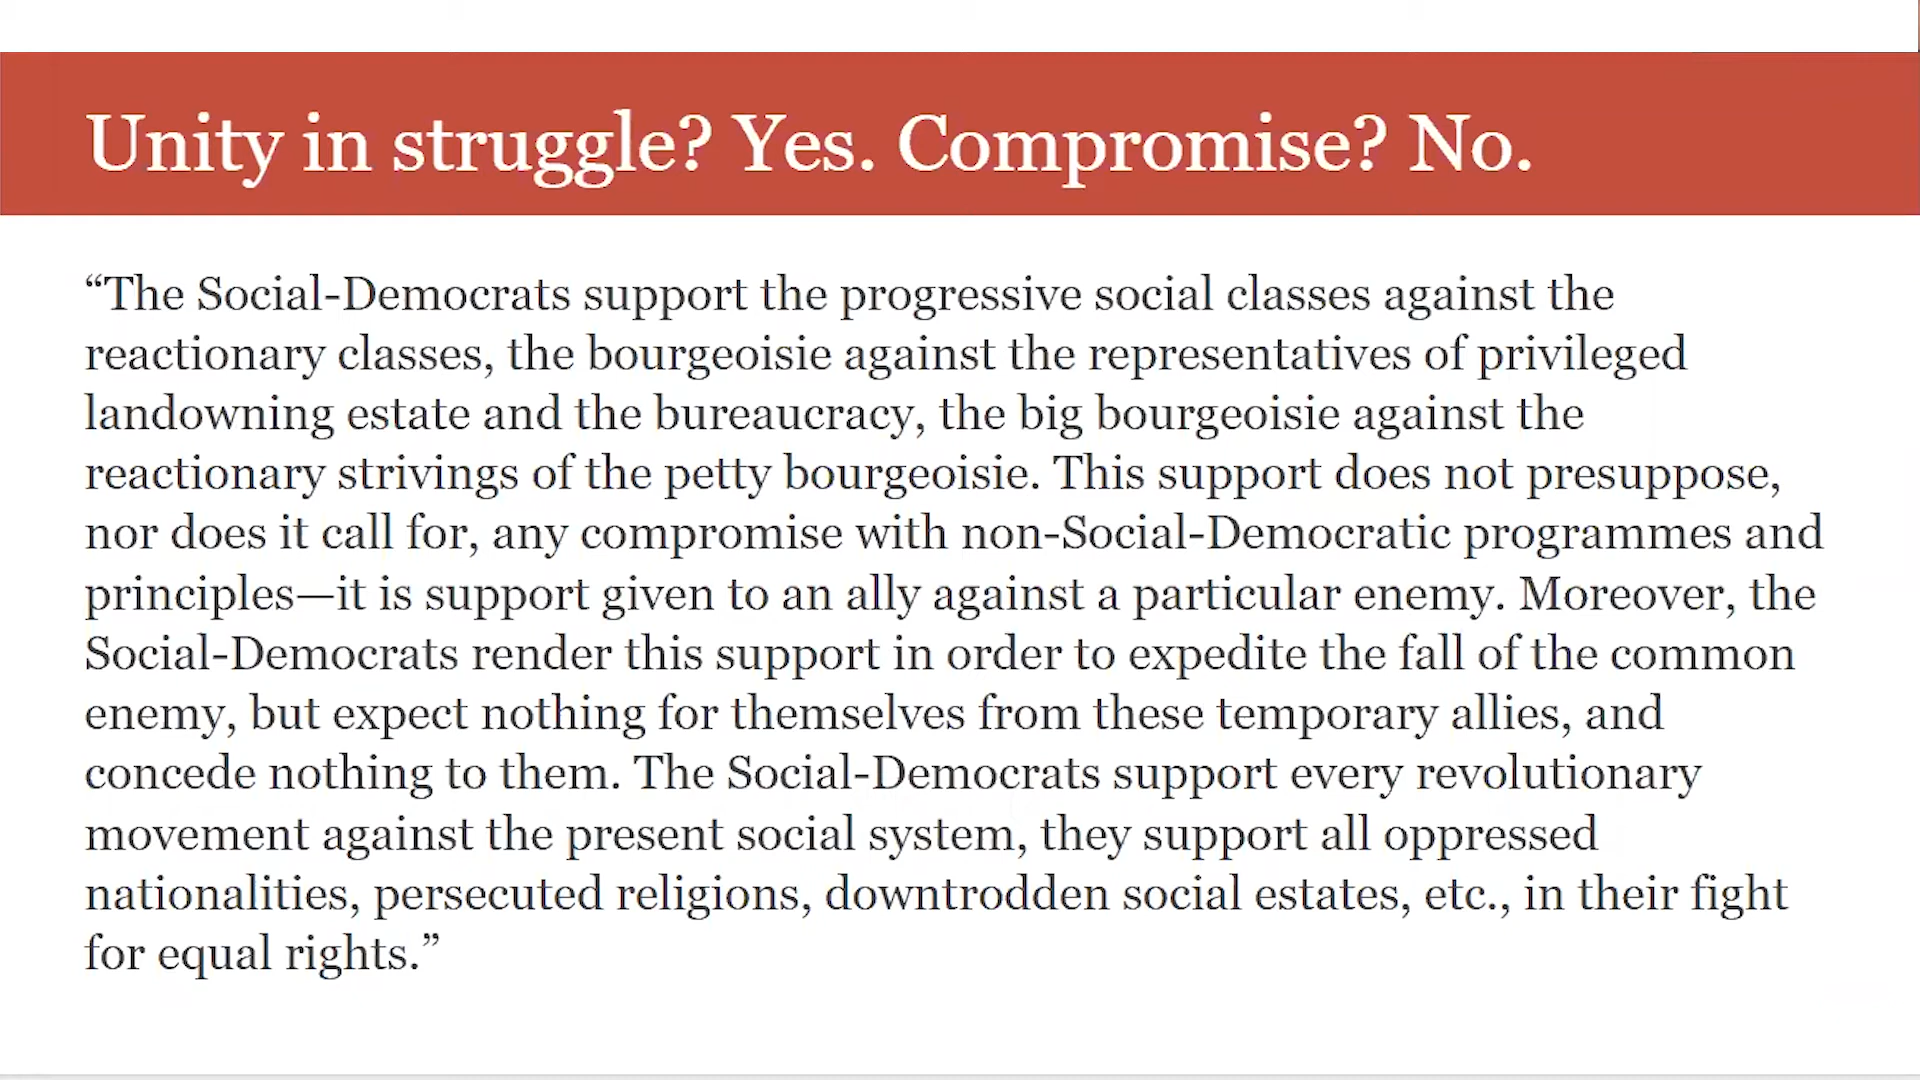 Unity in struggle? Yes. Compromise? No.
“The Social-Democrats support the progressive social classes against the
reactionary classes, the bourgeoisie against the representatives of privileged
landowning estate and the bureaucracy, the big bourgeoisie against the
reactionary strivings of the petty bourgeoisie. This support does not presuppose,
nor does it call for, any compromise with non-Social-Democratic programmes and
principles—it is support given to an ally against a particular enemy. Moreover, the
Social-Democrats render this support in order to expedite the fall of the common
enemy, but expect nothing for themselves from these temporary allies, and
concede nothing to them. The Social-Democrats support every revolutionary
movement against the present social system, they support all oppressed
nationalities, persecuted religions, downtrodden social estates, etc., in their fight
for equal rights.”